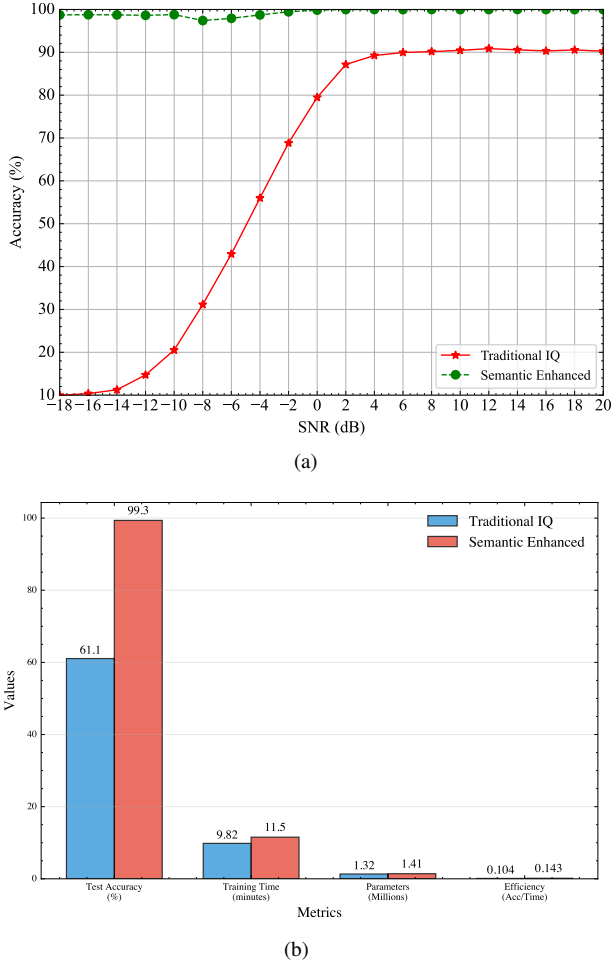 100
90
80
70
60
50
40
30
20
10
Accuracy (%)
Traditional IQ
Semantic Enhanced
−18 −16 −14 −12 −10 −8 −6 −4 −2 0 2 4 6 8 10 12 14 16 18 20
SNR (dB)
(a)
99.3
100
Traditional IQ
Semantic Enhanced
80
61.1
60
Values
40
20
9.82 11.5
1.32 1.41
0.104 0.143
0
Test Accuracy Training Time Parameters Efficiency
(%) (minutes) (Millions) (Acc/Time)
Metrics
(b)